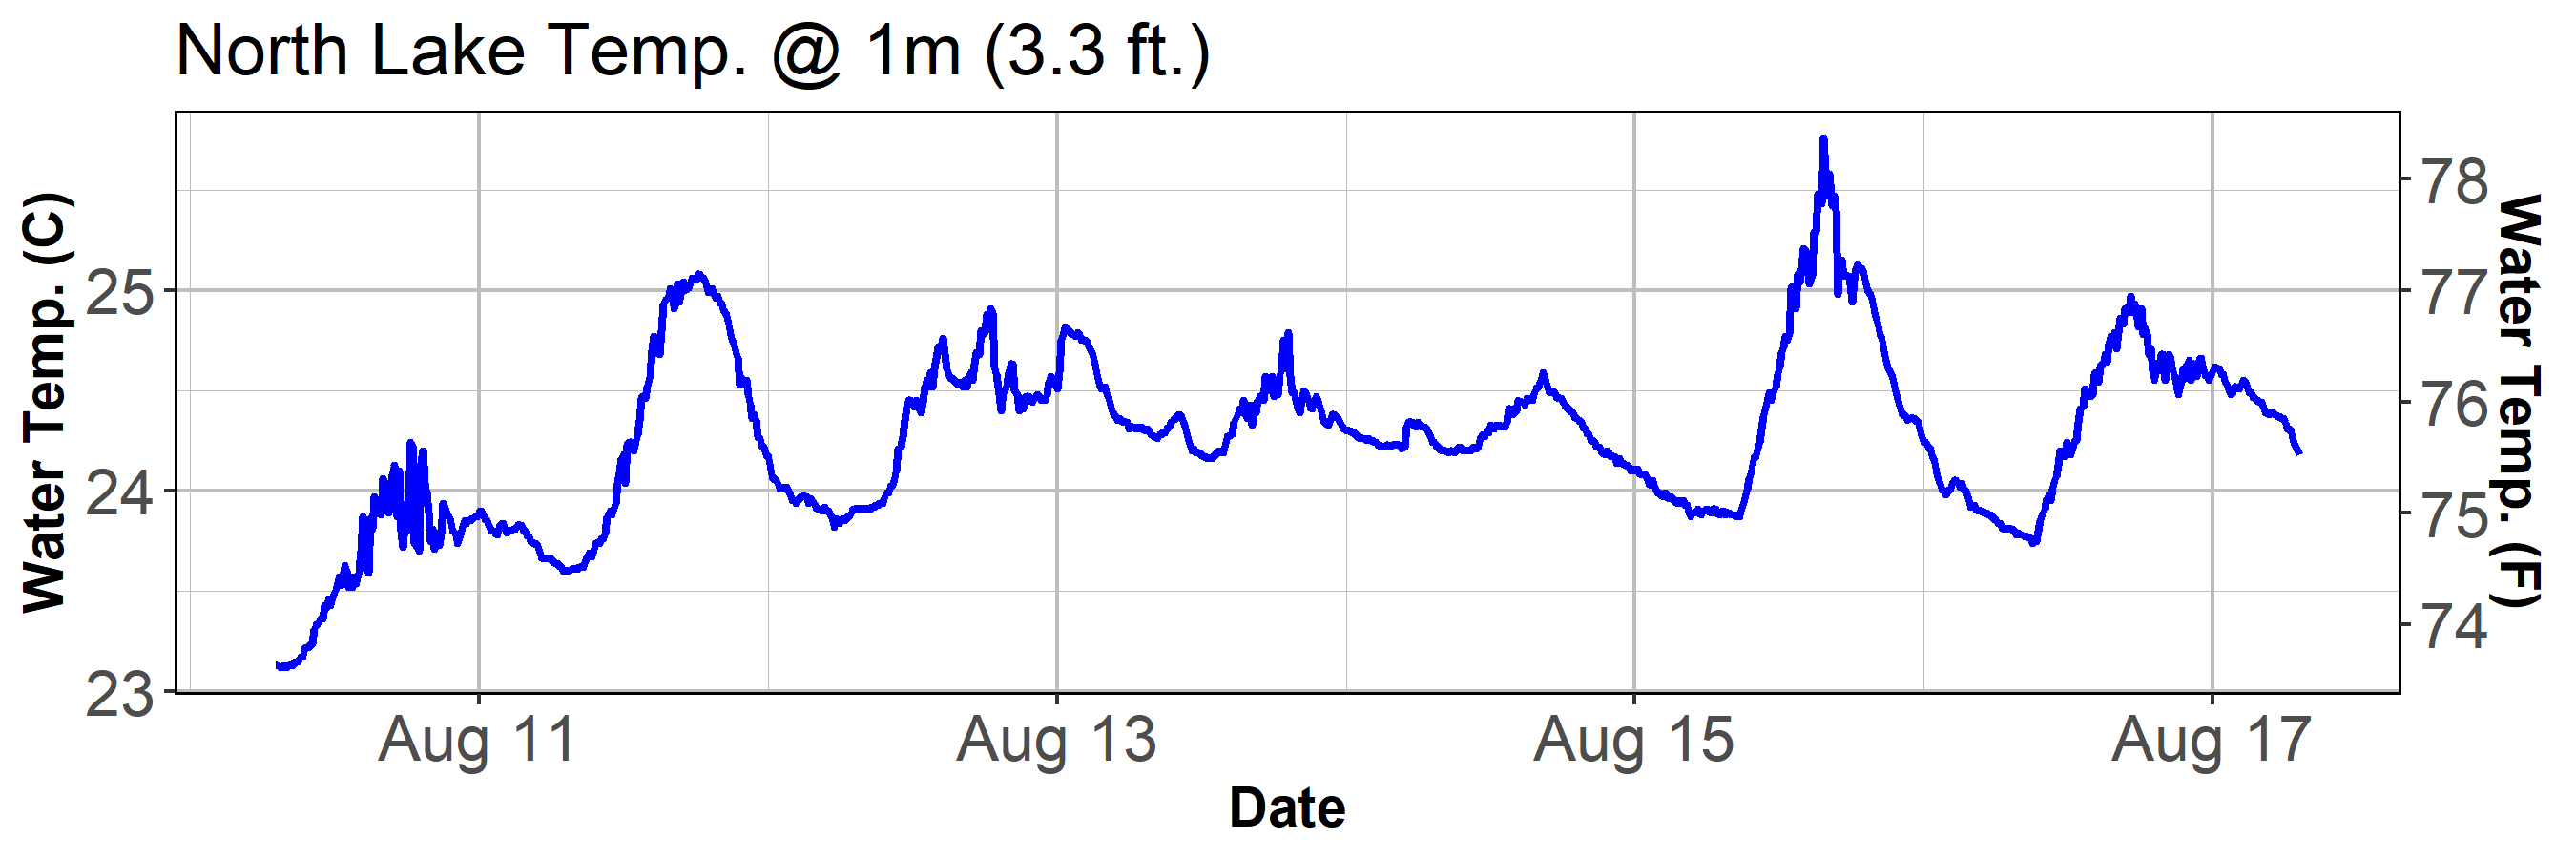 North Lake Temp. @ 1m (3.3 ft.)
Water Temp. (C)
25
24
23
78
77
76
75
74
Water Temp. (F)
Aug 11 Aug 13 Aug 15 Aug 17
Date